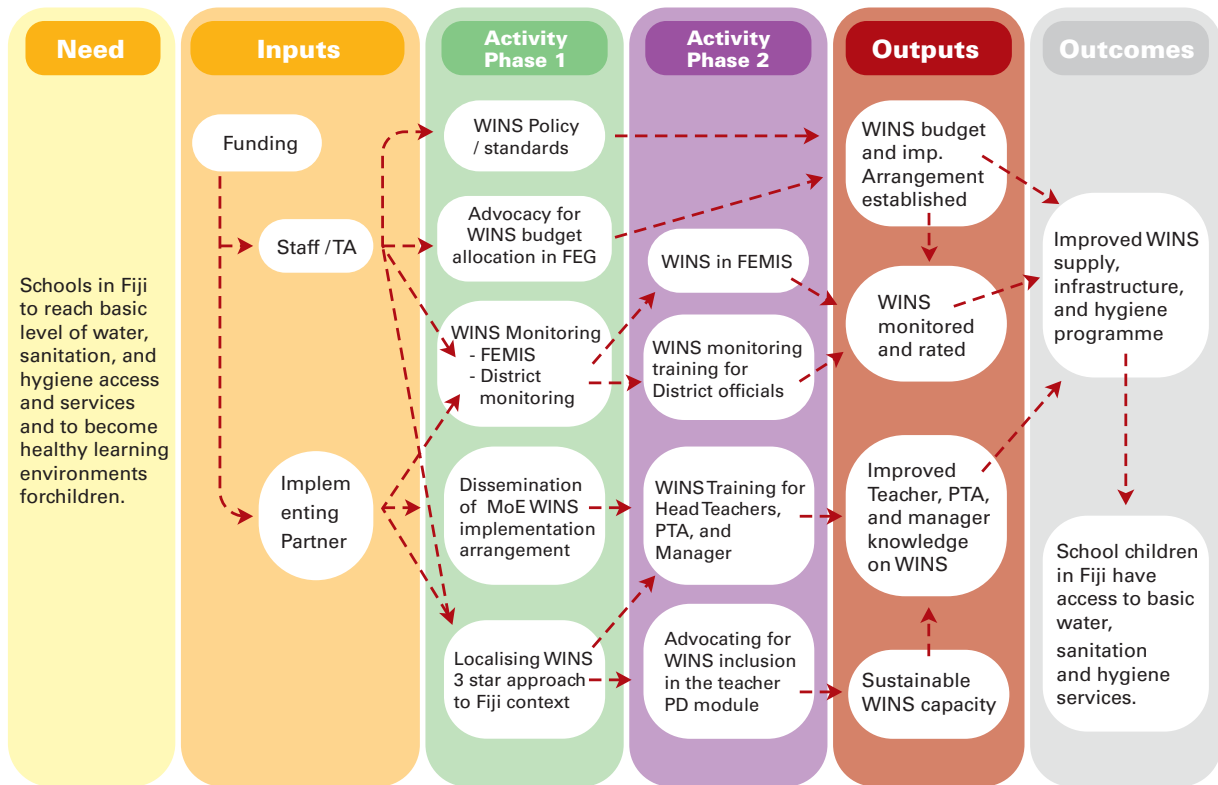 Need
Schools in Fiji
to reach basic
level of water,
sanitation, and
hygiene access
and services
and to become
healthy learning
environments
forchildren.
Inputs
Funding
Staff / TA
Implem
enting
Partner
Activity
Phase 1
WINS Policy
/ standards
Advocacy for
WINS budget
allocation in FEG
WINS Monitoring
- FEMIS
- District
monitoring
Dissemination
of MoE WINS
implementation
arrangement
Localising WINS
3 star approach
to Fiji context
Activity
Phase 2
WINS in FEMIS
WINS monitoring
training for
District officials
WINS Training for
Head Teachers,
PTA, and
Manager
Advocating for
WINS inclusion
in the teacher
PD module
Outputs
WINS budget
and imp.
Arrangement
established
WINS
monitored
and rated
Improved
Teacher, PTA,
and manager
knowledge
on WINS
Sustainable
WINS capacity
Outcomes
Improved WINS
supply,
infrastructure,
and hygiene
programme
School children
in Fiji have
access to basic
water,
sanitation
and hygiene
services.